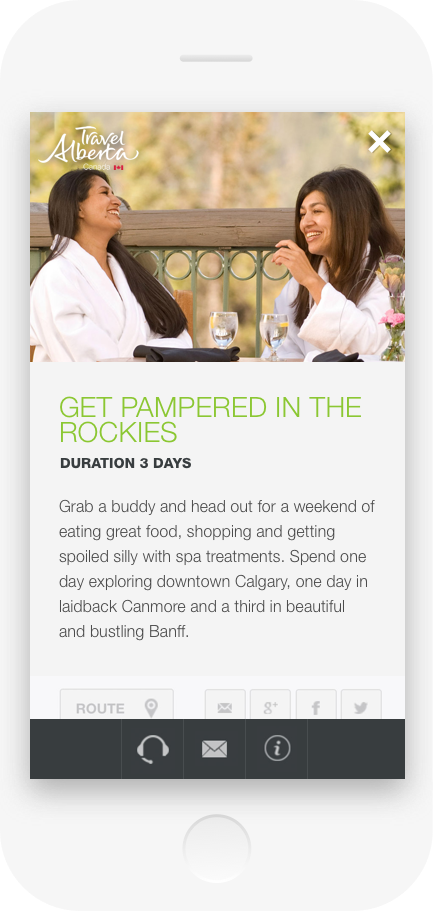 Travel
Alberta
Canada
GET PAMPERED IN THE
ROCKIES
DURATION 3 DAYS
Grab a buddy and head out for a weekend of
eating great food, shopping and getting
spoiled silly with spa treatments. Spend one
day exploring downtown Calgary, one day in
laidback Canmore and a third in beautiful
and bustling Banff.
ROUTE
g+